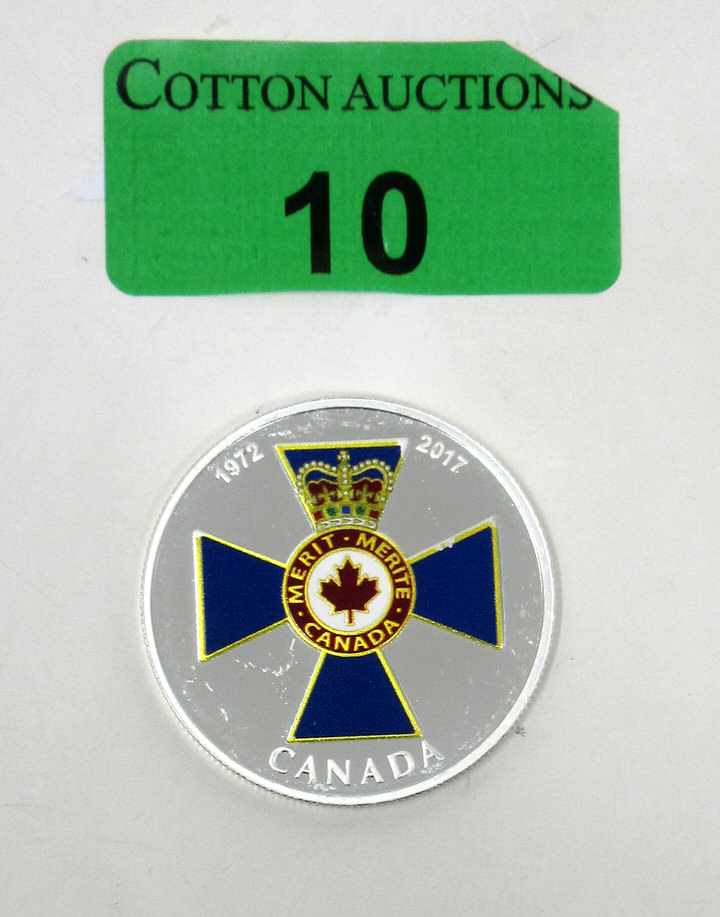 COTTON AUCTIONS
10
1972 2017
MERIT · MERITE
· CANADA ·
CANADA